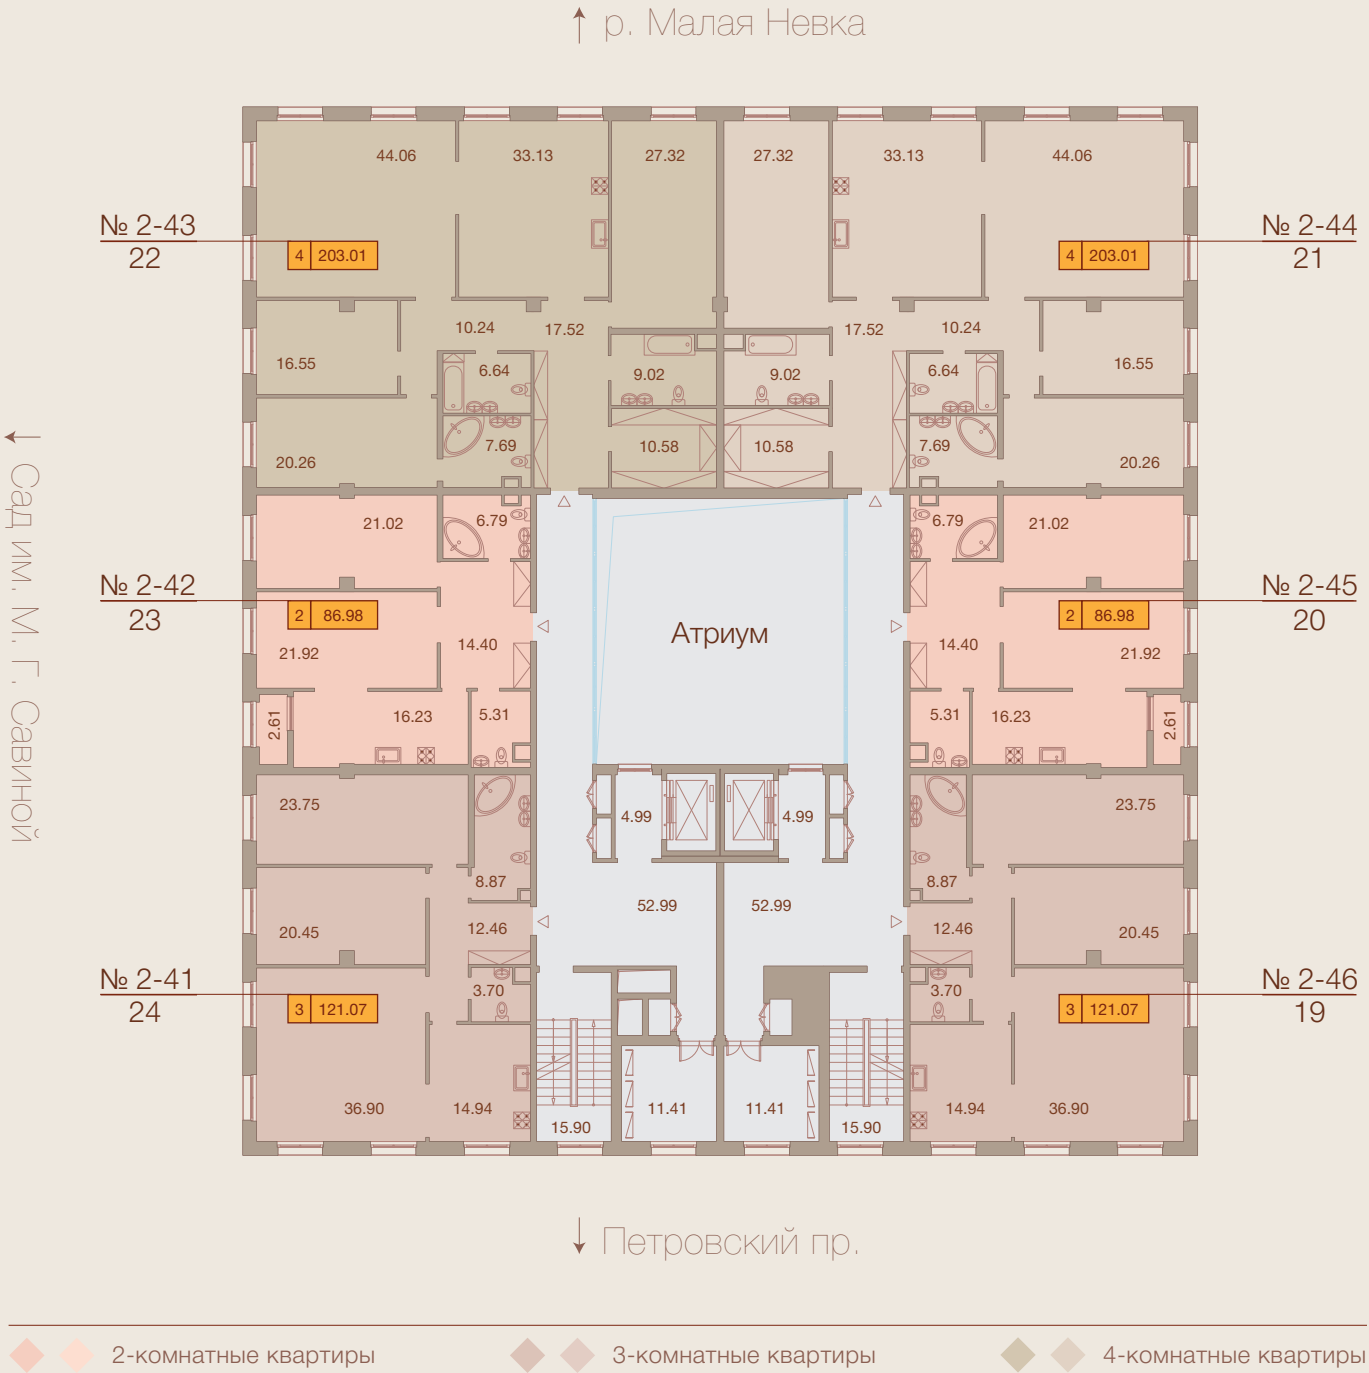 р. Малая Невка
44.06 33.13 27.32 27.32 33.13 44.06
№ 2-43
22
4 203.01
4 203.01
№ 2-44
21
10.24 17.52 17.52 10.24
16.55 6.64 9.02 9.02 6.64 16.55
20.26 7.69 10.58 10.58 7.69 20.26
Сад им. М. Г. Савиной
21.02 6.79 6.79 21.02
№ 2-42
23
2 86.98
Атриум
2 86.98
№ 2-45
20
21.92 14.40 14.40 21.92
2.61 16.23 5.31 5.31 16.23 2.61
23.75 4.99 4.99 23.75
8.87 8.87
20.45 12.46 52.99 52.99 12.46 20.45
№ 2-41
24
3 121.07
3.70 3.70
3 121.07
№ 2-46
19
36.90 14.94 11.41 11.41 14.94 36.90
15.90 15.90
Петровский пр.
2-комнатные квартиры
3-комнатные квартиры
4-комнатные квартиры